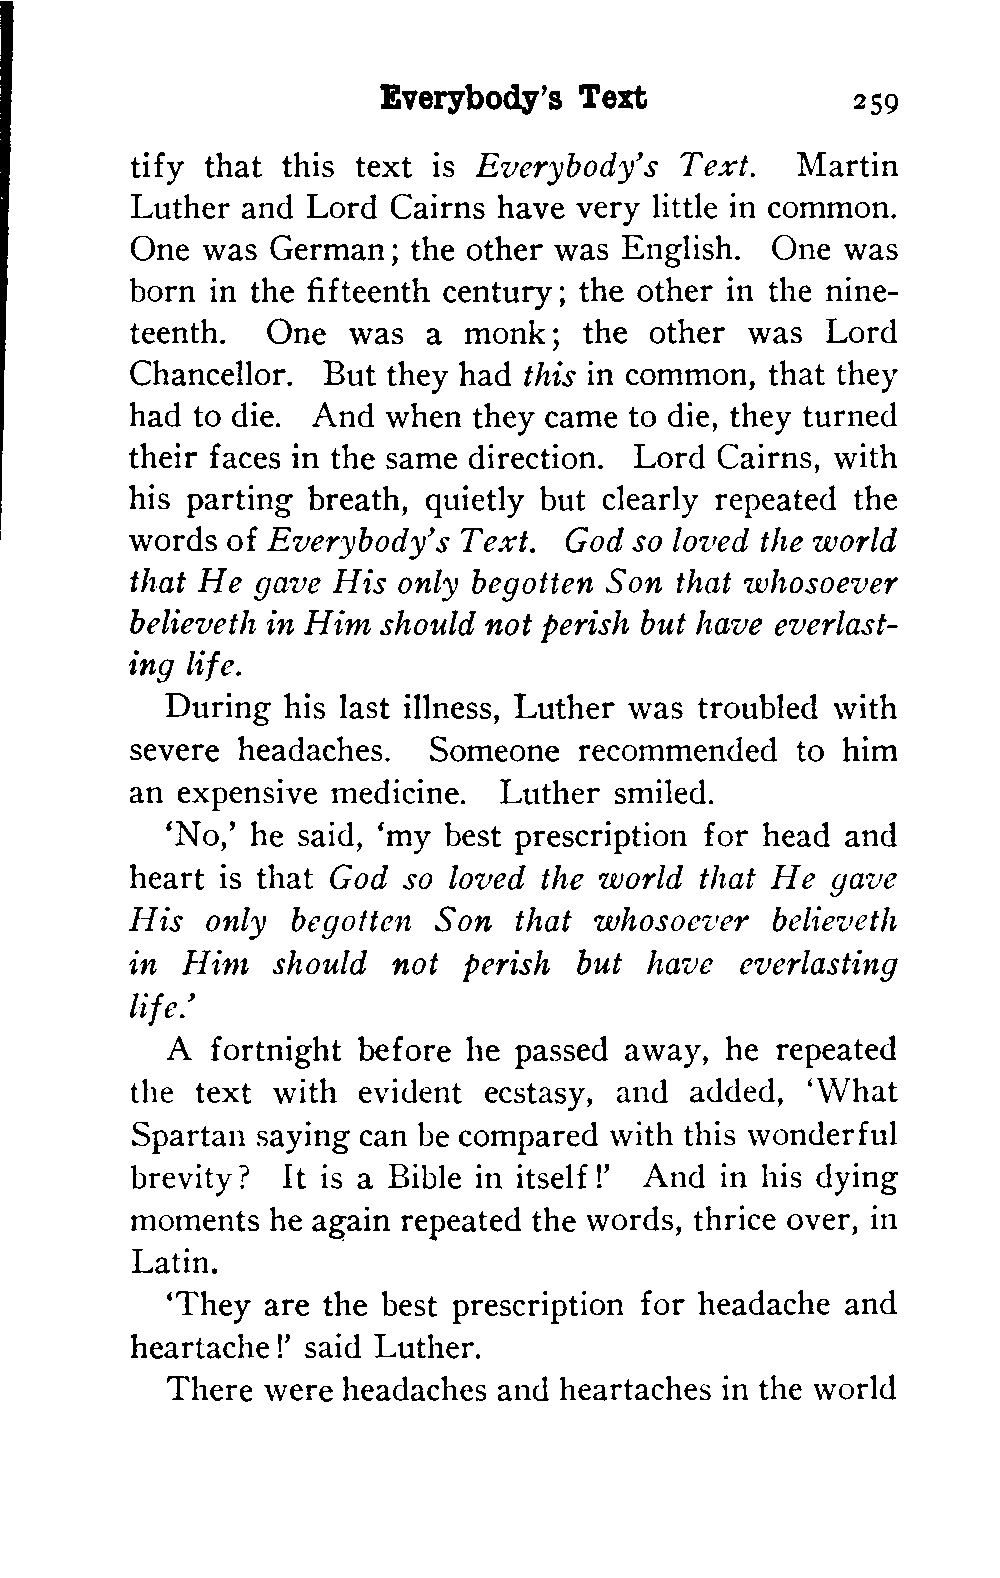 Everybody's Text 259
tify that this text is Everybody's Text. Martin
Luther and Lord Cairns have very little in common.
One was German; the other was English. One was
born in the fifteenth century; the other in the nine-
teenth. One was a monk; the other was Lord
Chancellor. But they had this in common, that they
had to die. And when they came to die, they turned
their faces in the same direction. Lord Cairns, with
his parting breath, quietly but clearly repeated the
words of Everybody's Text. God so loved the world
that He gave His only begotten Son that whosoever
believeth in Him should not perish but have everlast-
ing life.
During his last illness, Luther was troubled with
severe headaches. Someone recommended to him
an expensive medicine. Luther smiled.
‘No,’ he said, ‘my best prescription for head and
heart is that God so loved the world that He gave
His only begotten Son that whosoever believeth
in Him should not perish but have everlasting
life.’
A fortnight before he passed away, he repeated
the text with evident ecstasy, and added, ‘What
Spartan saying can be compared with this wonderful
brevity? It is a Bible in itself!’ And in his dying
moments he again repeated the words, thrice over, in
Latin.
‘They are the best prescription for headache and
heartache!’ said Luther.
There were headaches and heartaches in the world